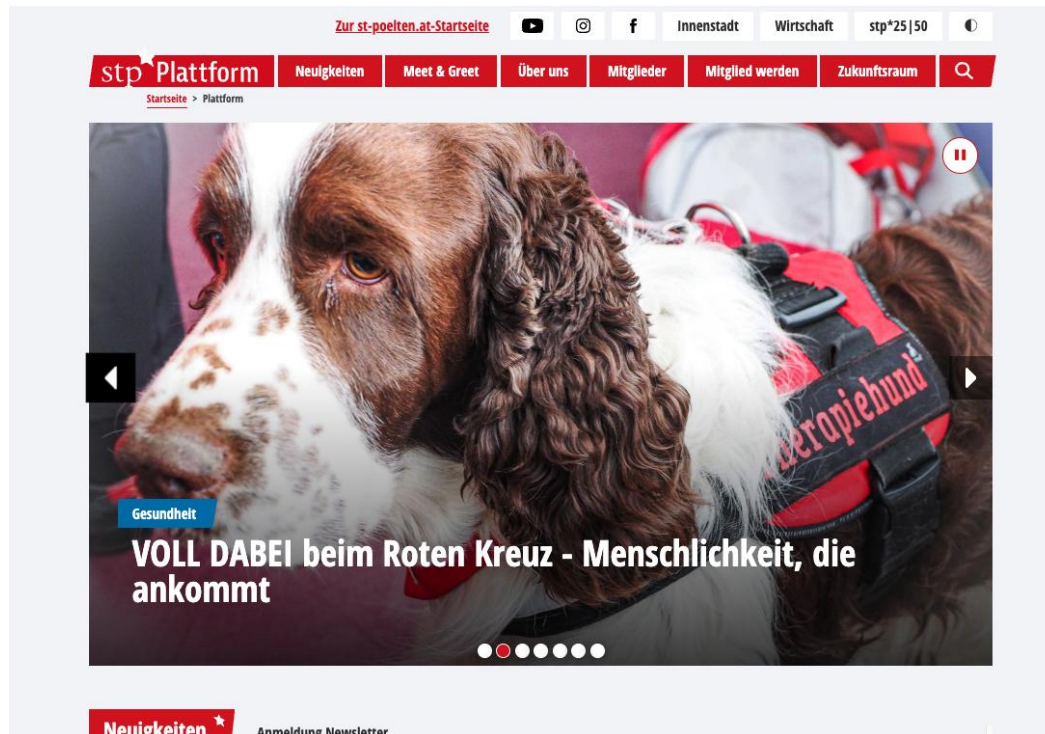 Zur st-poelten.at-Startseite
Innenstadt
Wirtschaft
stp*25|50
stp Plattform
Neuigkeiten
Meet & Greet
Über uns
Mitglieder
Mitglied werden
Zukunftsraum
Startseite > Plattform
Therapiehund
Gesundheit
VOLL DABEI beim Roten Kreuz - Menschlichkeit, die
ankommt
Neuigkeiten
Anmeldung Newsletter